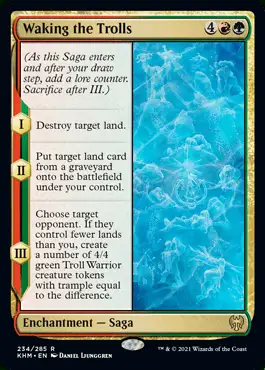 Waking the Trolls 4
(As this Saga enters
and after your draw
step, add a lore counter.
Sacrifice after III.)
I
Destroy target land.
II
Put target land card
from a graveyard
onto the battlefield
under your control.
III
Choose target
opponent. If they
control fewer lands
than you, create
a number of 4/4
green Troll Warrior
creature tokens
with trample equal
to the difference.
Enchantment — Saga
234/285 R
KHM • EN DANIEL LJUNGGREN
™ & © 2021 Wizards of the Coast